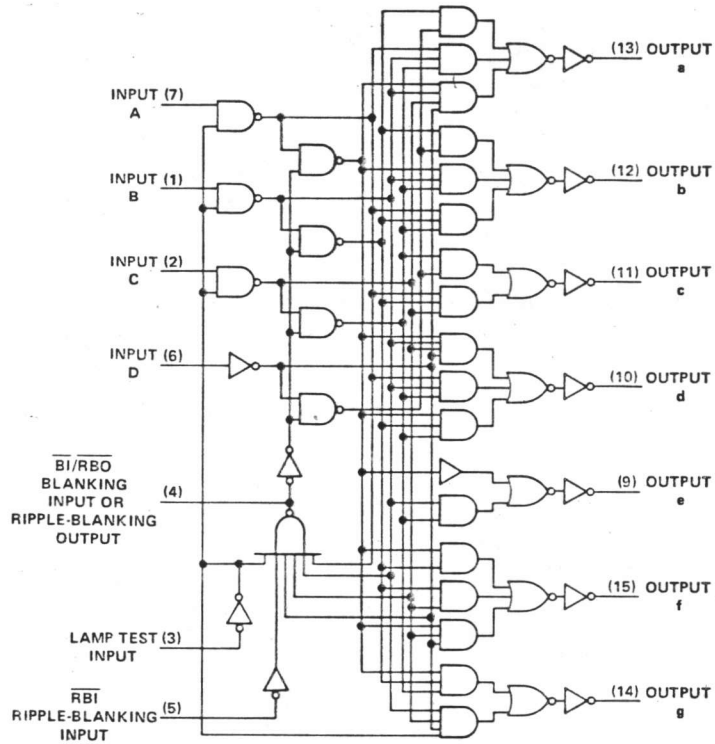 INPUT (7)
A
INPUT (1)
B
INPUT (2)
C
INPUT (6)
D
BI/RBO
BLANKING (4)
INPUT OR
RIPPLE-BLANKING
OUTPUT
LAMP TEST (3)
INPUT
RBI
(5)
RIPPLE-BLANKING
INPUT
(13) OUTPUT
a
(12) OUTPUT
b
(11) OUTPUT
c
(10) OUTPUT
d
(9) OUTPUT
e
(15) OUTPUT
f
(14) OUTPUT
g